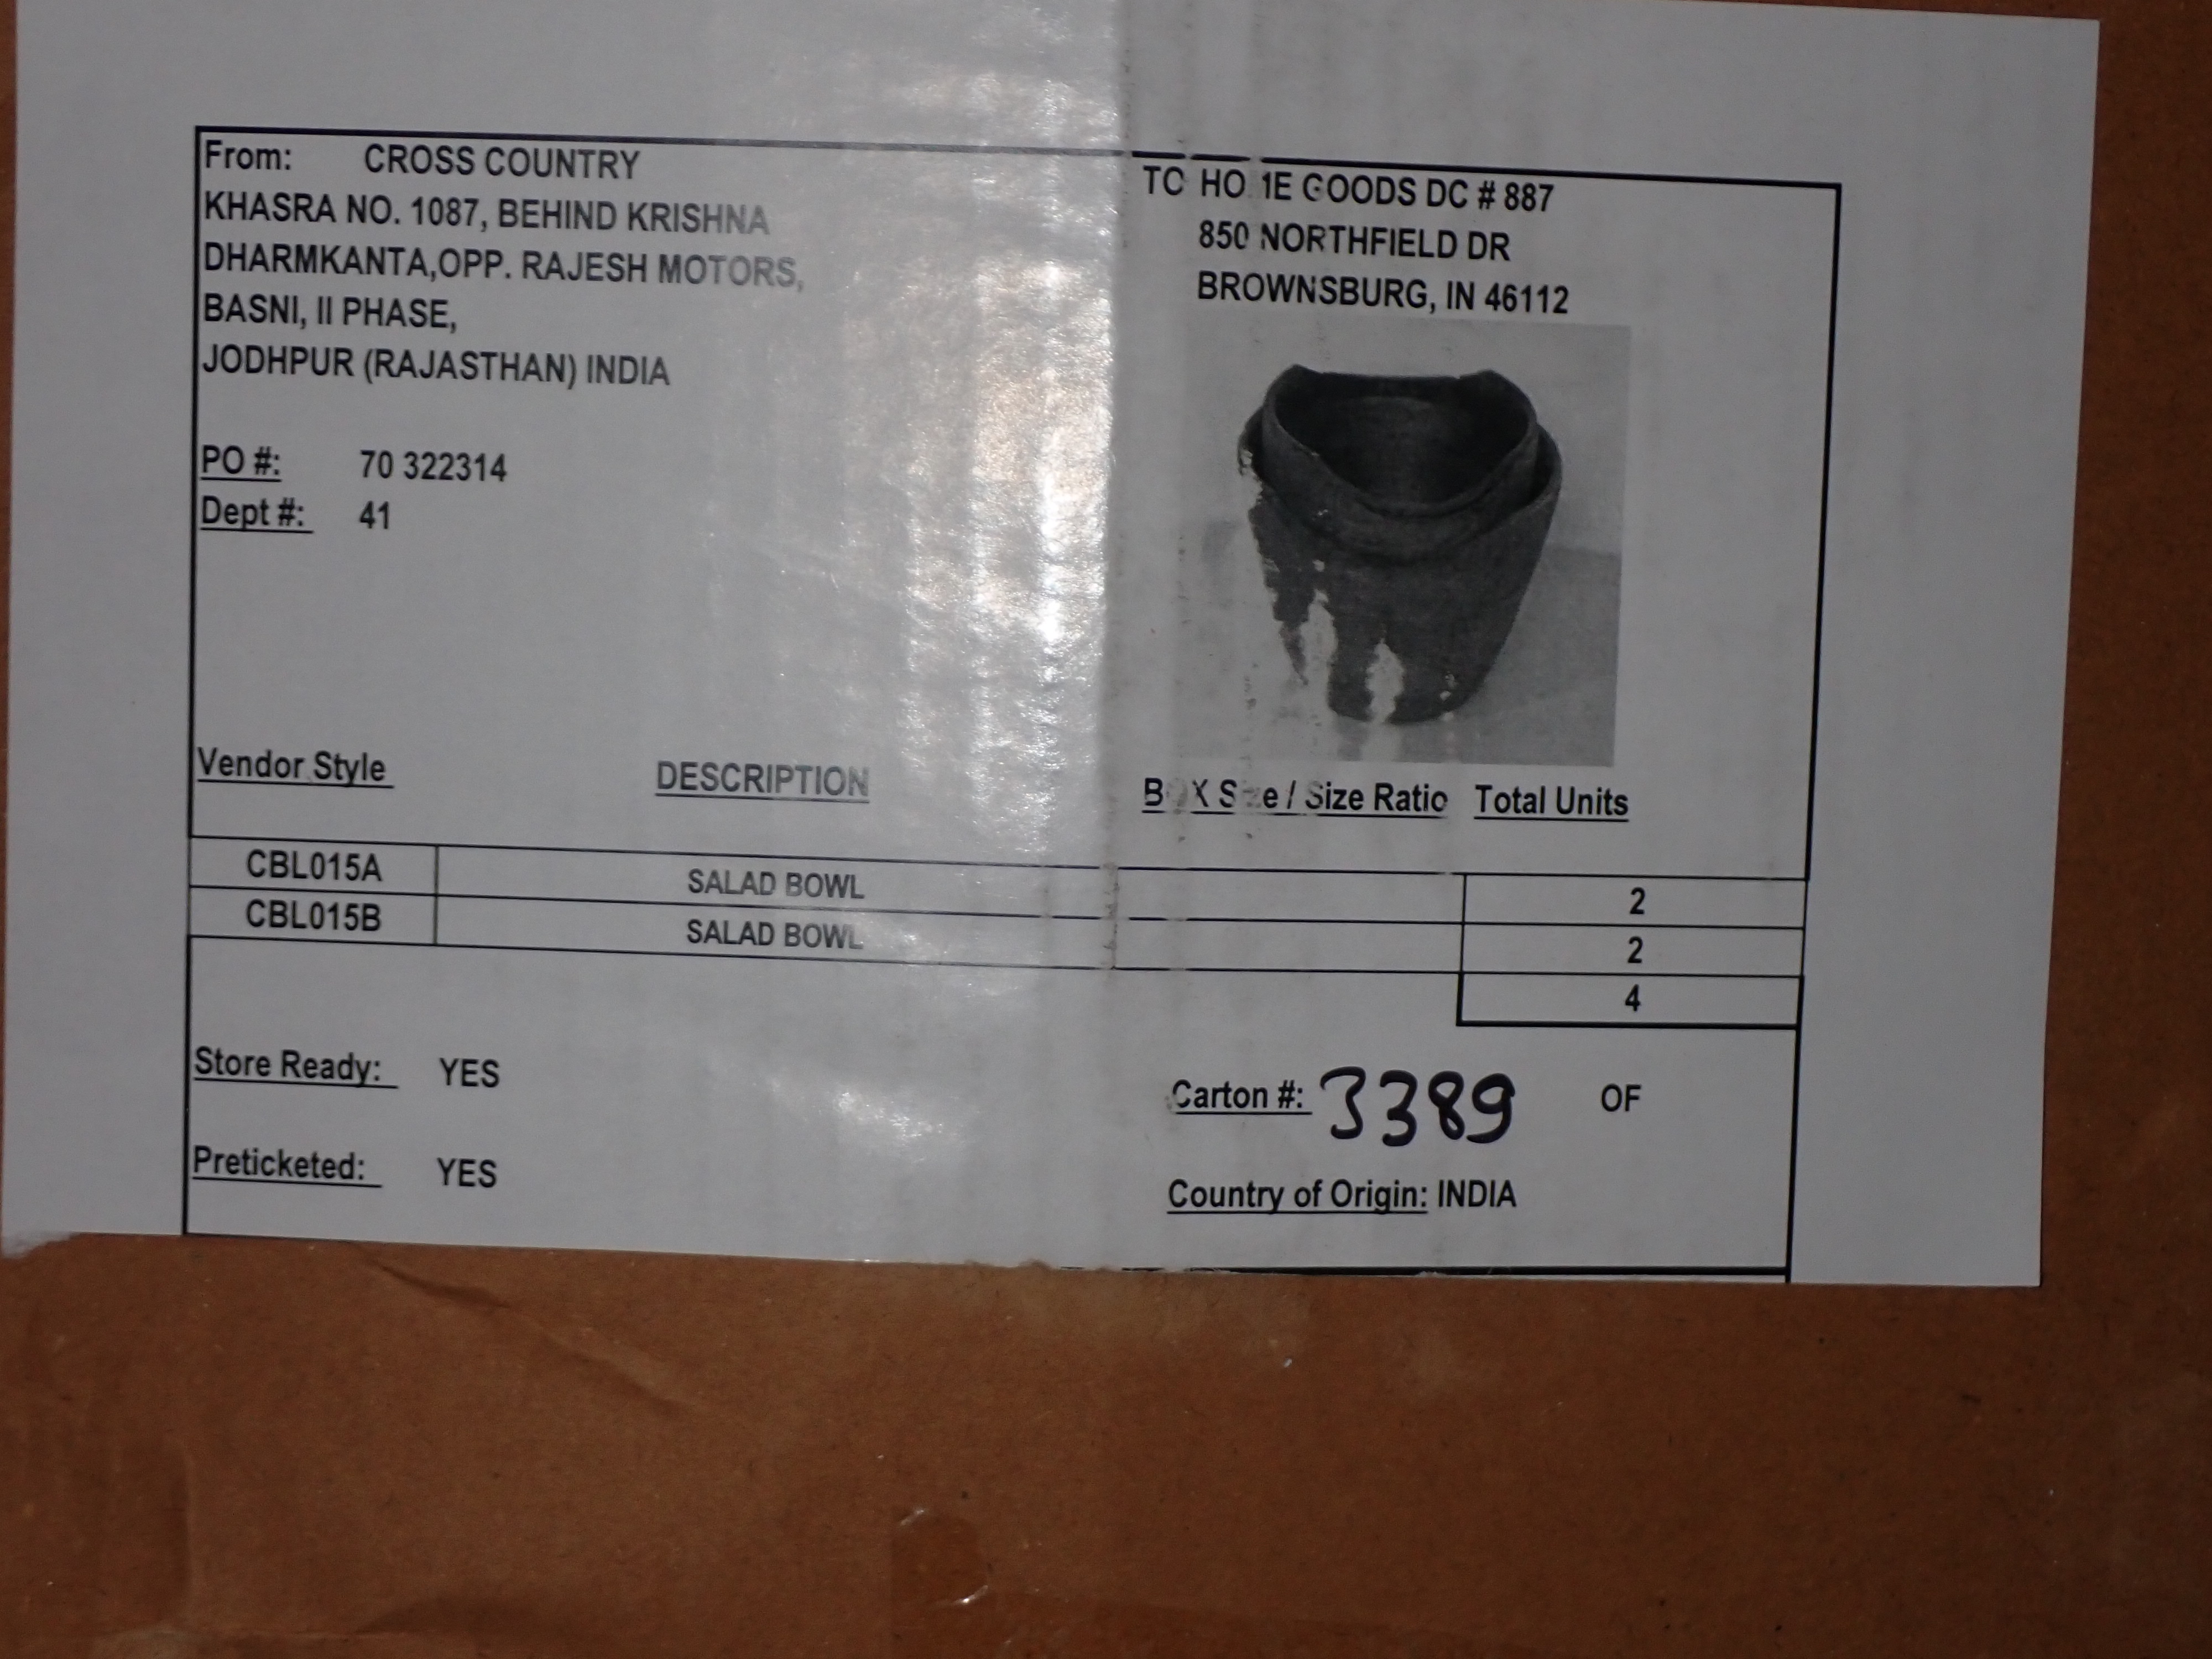 From: CROSS COUNTRY
KHASRA NO. 1087, BEHIND KRISHNA
DHARMKANTA,OPP. RAJESH MOTORS,
BASNI, II PHASE,
JODHPUR (RAJASTHAN) INDIA
TO HOME GOODS DC # 887
850 NORTHFIELD DR
BROWNSBURG, IN 46112
PO #: 70 322314
Dept #: 41
Vendor Style DESCRIPTION BOX Size / Size Ratio Total Units
CBL015A SALAD BOWL 2
CBL015B SALAD BOWL 2
4
Store Ready: YES
Carton #: 3389 OF
Preticketed: YES
Country of Origin: INDIA